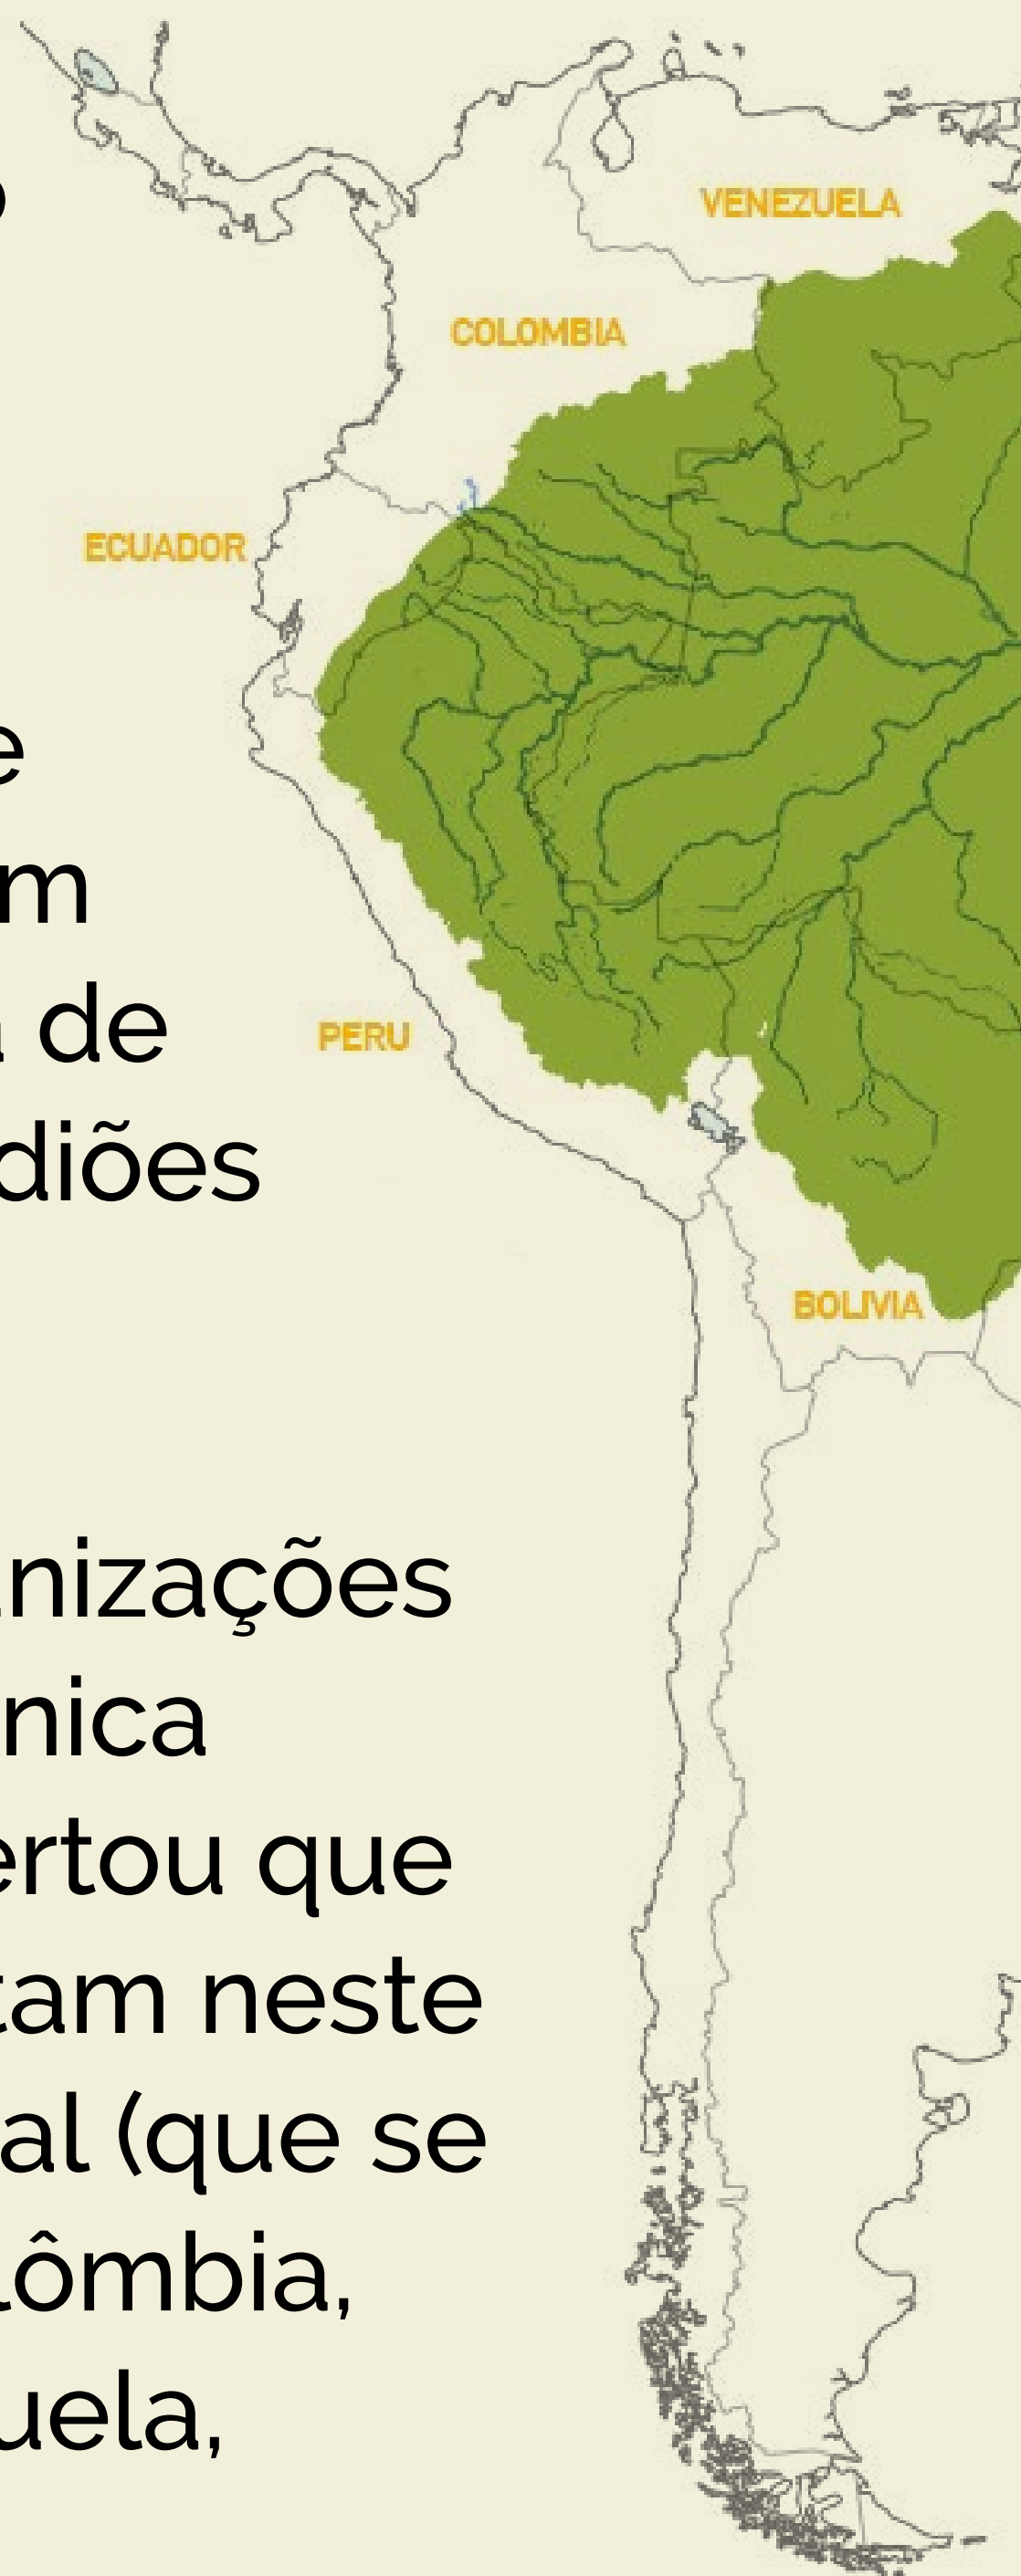 VENEZUELA
COLOMBIA
ECUADOR
e
m
de
diões
PERU
BOLIVIA
nizações
nica
ertou que
tam neste
al (que se
lômbia,
uela,